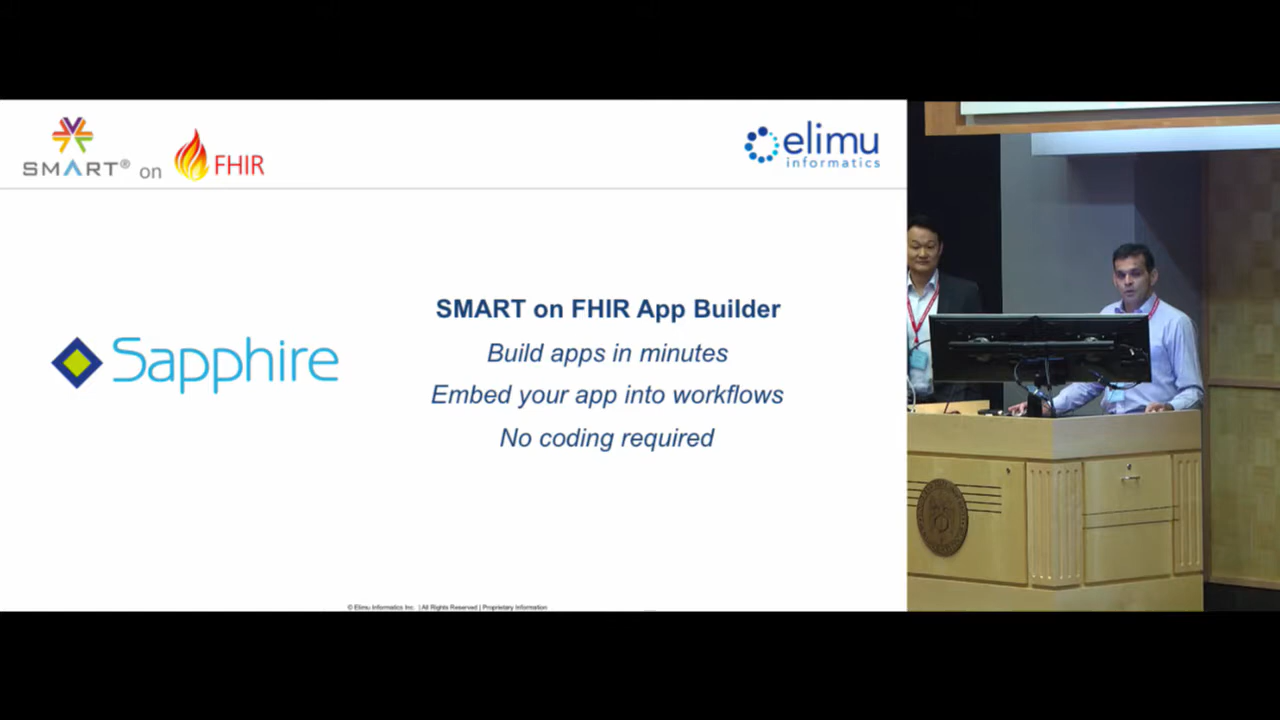 SMART® on FHIR
elimu
informatics
Sapphire
SMART on FHIR App Builder
Build apps in minutes
Embed your app into workflows
No coding required
© Elimu Informatics Inc. | All Rights Reserved | Proprietary Information